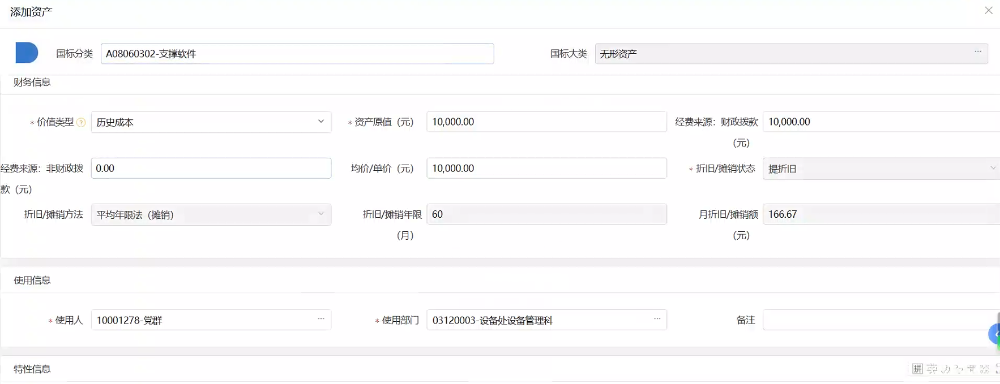 添加资产
国标分类 A08060302-支撑软件 国标大类 无形资产 ...
财务信息
* 价值类型 ? 历史成本 * 资产原值（元） 10,000.00 经费来源：财政拨款（元） 10,000.00
经费来源：非财政拨款（元） 0.00 均价/单价（元） 10,000.00 * 折旧/摊销状态 提折旧
折旧/摊销方法 平均年限法（摊销） 折旧/摊销年限（月） 60 月折旧/摊销额（元） 166.67
使用信息
* 使用人 10001278-党群 ... * 使用部门 03120003-设备处设备管理科 ... 备注
特性信息
拼 英